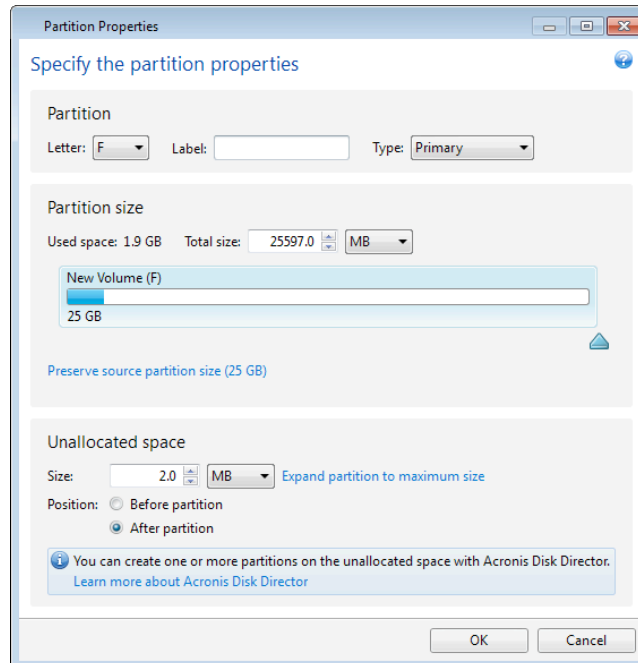 Partition Properties
Specify the partition properties
Partition
Letter: F Label: Type: Primary
Partition size
Used space: 1.9 GB Total size: 25597.0 MB
New Volume (F)
25 GB
Preserve source partition size (25 GB)
Unallocated space
Size: 2.0 MB Expand partition to maximum size
Position: Before partition
After partition
You can create one or more partitions on the unallocated space with Acronis Disk Director.
Learn more about Acronis Disk Director
OK Cancel